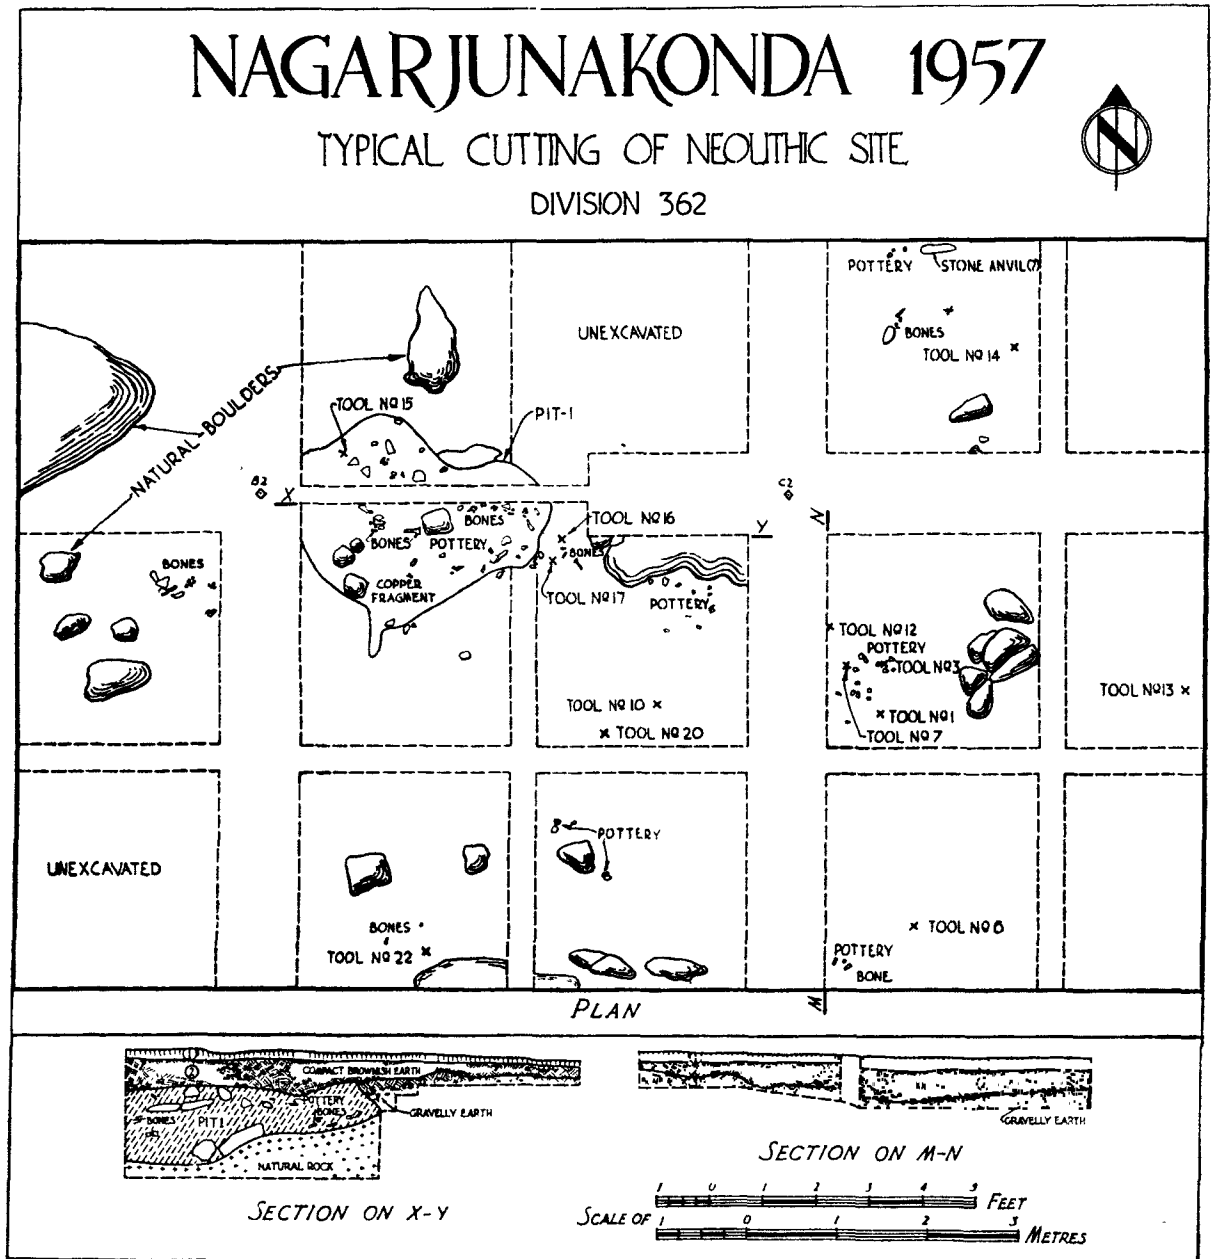 NAGARJUNAKONDA 1957
TYPICAL CUTTING OF NEOLITHIC SITE
DIVISION 362
N
POTTERY
STONE ANVIL(?)
UNEXCAVATED
BONES
TOOL NO 14
NATURAL-BOULDERS
TOOL NO 15
PIT-1
B2
C2
X
Y
N
BONES
TOOL NO 16
BONES
POTTERY
BONES
BONES
COPPER
FRAGMENT
TOOL NO 17
POTTERY
TOOL NO 12
POTTERY
TOOL NO 3
TOOL NO 13
TOOL NO 10
TOOL NO 1
TOOL NO 20
TOOL NO 7
POTTERY
UNEXCAVATED
BONES
TOOL NO 22
TOOL NO 6
POTTERY
BONE
M
PLAN
1
2
COMPACT BROWNISH EARTH
POTTERY
BONES
BONES
PIT 1
GRAVELLY EARTH
NATURAL ROCK
SECTION ON X-Y
GRAVELLY EARTH
SECTION ON M-N
1 0 1 2 3 4 5 FEET
SCALE OF
1 0 1 2 3 METRES